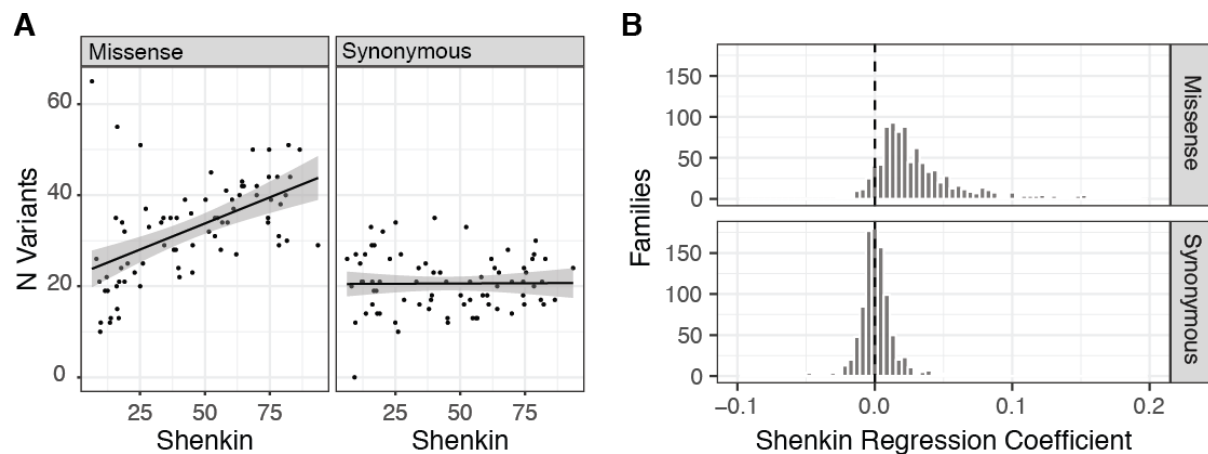 A
Missense
Synonymous
60
40
20
0
N Variants
25
50
75
25
50
75
Shenkin
Shenkin
B
150
100
50
0
Missense
150
100
50
0
Synonymous
Families
−0.1
0.0
0.1
0.2
Shenkin Regression Coefficient